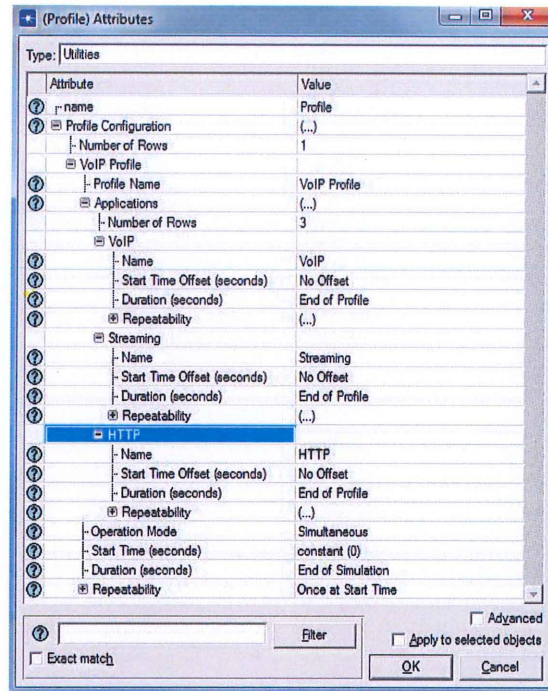 (Profile) Attributes
Type: Utilities
Attribute Value
name Profile
Profile Configuration (...)
Number of Rows 1
VoIP Profile
Profile Name VoIP Profile
Applications (...)
Number of Rows 3
VoIP
Name VoIP
Start Time Offset (seconds) No Offset
Duration (seconds) End of Profile
Repeatability (...)
Streaming
Name Streaming
Start Time Offset (seconds) No Offset
Duration (seconds) End of Profile
Repeatability (...)
HTTP
Name HTTP
Start Time Offset (seconds) No Offset
Duration (seconds) End of Profile
Repeatability (...)
Operation Mode Simultaneous
Start Time (seconds) constant (0)
Duration (seconds) End of Simulation
Repeatability Once at Start Time
Advanced
Filter Apply to selected objects
Exact match
OK Cancel